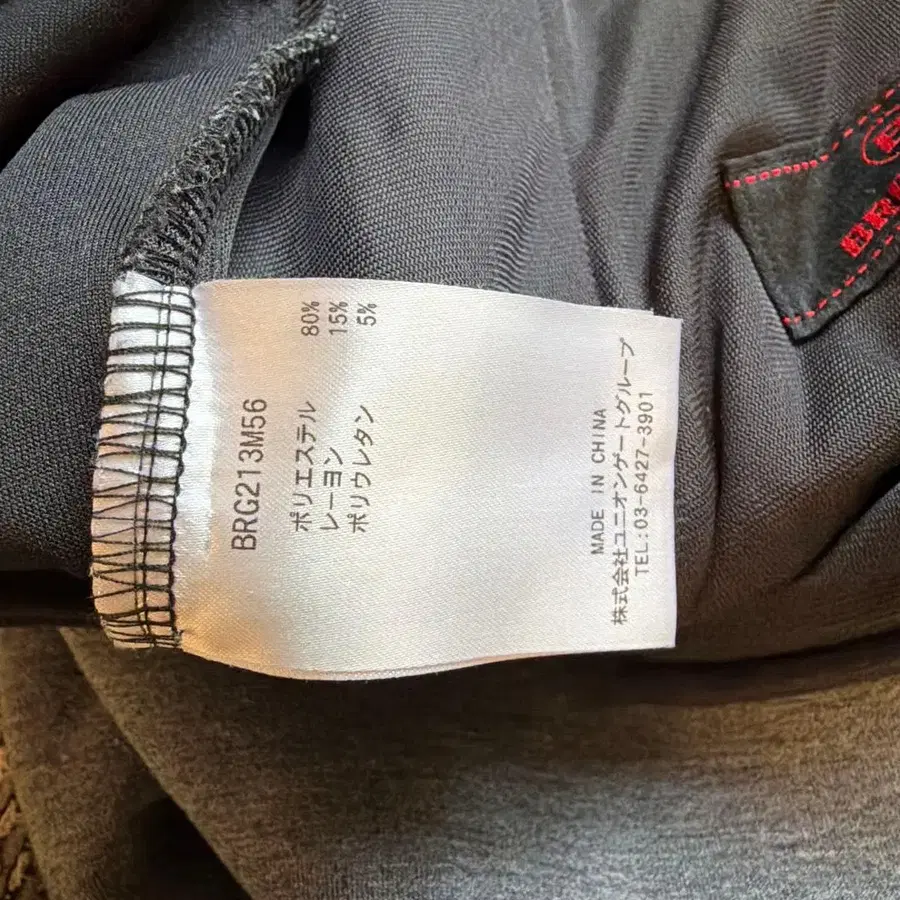 BRG213M56
ポリエステル 80%
レーヨン 15%
ポリウレタン 5%
MADE IN CHINA
株式会社ユニオンゲートグループ
TEL:03-6427-3901